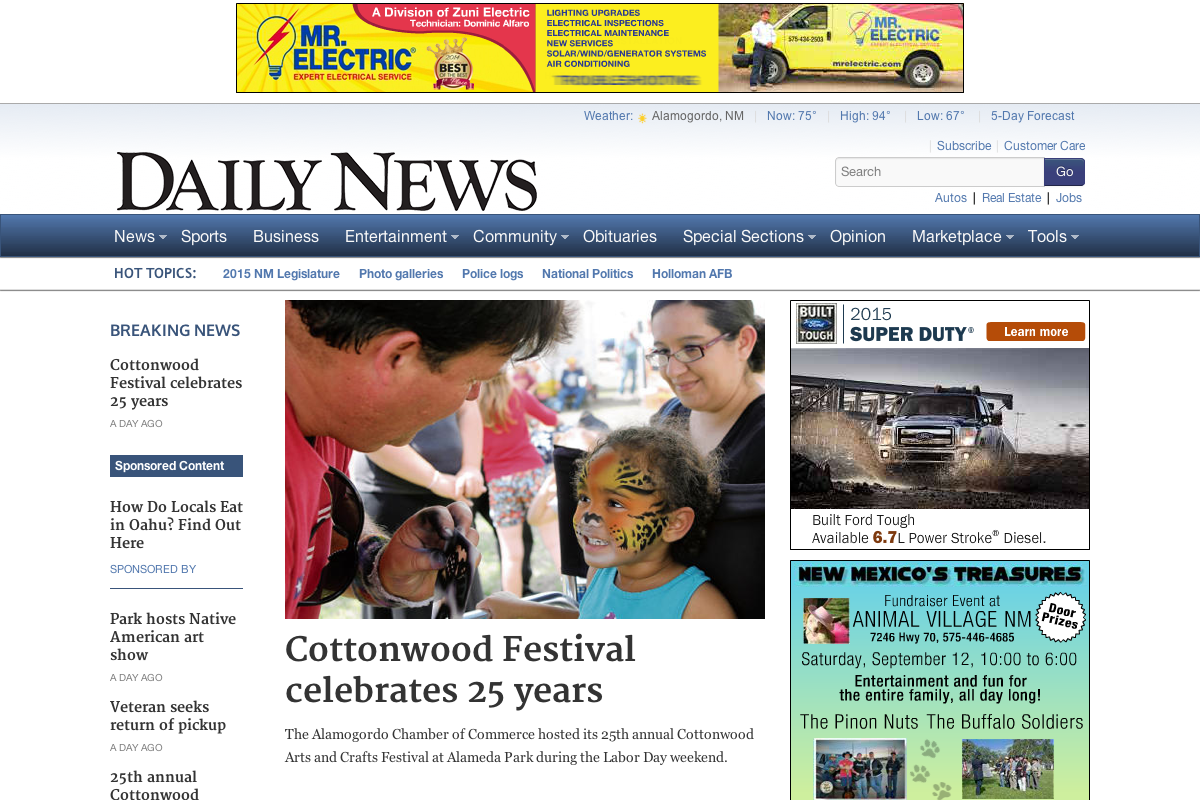 A Division of Zuni Electric
Technician: Dominic Alfaro
MR.
ELECTRIC®
EXPERT ELECTRICAL SERVICE
2014
BEST
OF THE BEST
LIGHTING UPGRADES
ELECTRICAL INSPECTIONS
ELECTRICAL MAINTENANCE
NEW SERVICES
SOLAR/WIND/GENERATOR SYSTEMS
AIR CONDITIONING
575-434-2503
MR.
ELECTRIC
EXPERT ELECTRICAL SERVICE
mrelectric.com
Weather: Alamogordo, NM Now: 75° High: 94° Low: 67° 5-Day Forecast
Subscribe Customer Care
DAILY NEWS
Search Go
Autos | Real Estate | Jobs
News Sports Business Entertainment Community Obituaries Special Sections Opinion Marketplace Tools
HOT TOPICS: 2015 NM Legislature Photo galleries Police logs National Politics Holloman AFB
BREAKING NEWS
Cottonwood
Festival celebrates
25 years
A DAY AGO
Sponsored Content
How Do Locals Eat
in Oahu? Find Out
Here
SPONSORED BY
Park hosts Native
American art
show
A DAY AGO
Veteran seeks
return of pickup
A DAY AGO
25th annual
Cottonwood
Cottonwood Festival
celebrates 25 years
The Alamogordo Chamber of Commerce hosted its 25th annual Cottonwood
Arts and Crafts Festival at Alameda Park during the Labor Day weekend.
BUILT
Ford
TOUGH
2015
SUPER DUTY®
Learn more
Built Ford Tough
Available 6.7L Power Stroke® Diesel.
NEW MEXICO'S TREASURES
Fundraiser Event at
ANIMAL VILLAGE NM
7246 Hwy 70, 575-446-4685
Door
Prizes
Saturday, September 12, 10:00 to 6:00
Entertainment and fun for
the entire family, all day long!
The Pinon Nuts The Buffalo Soldiers